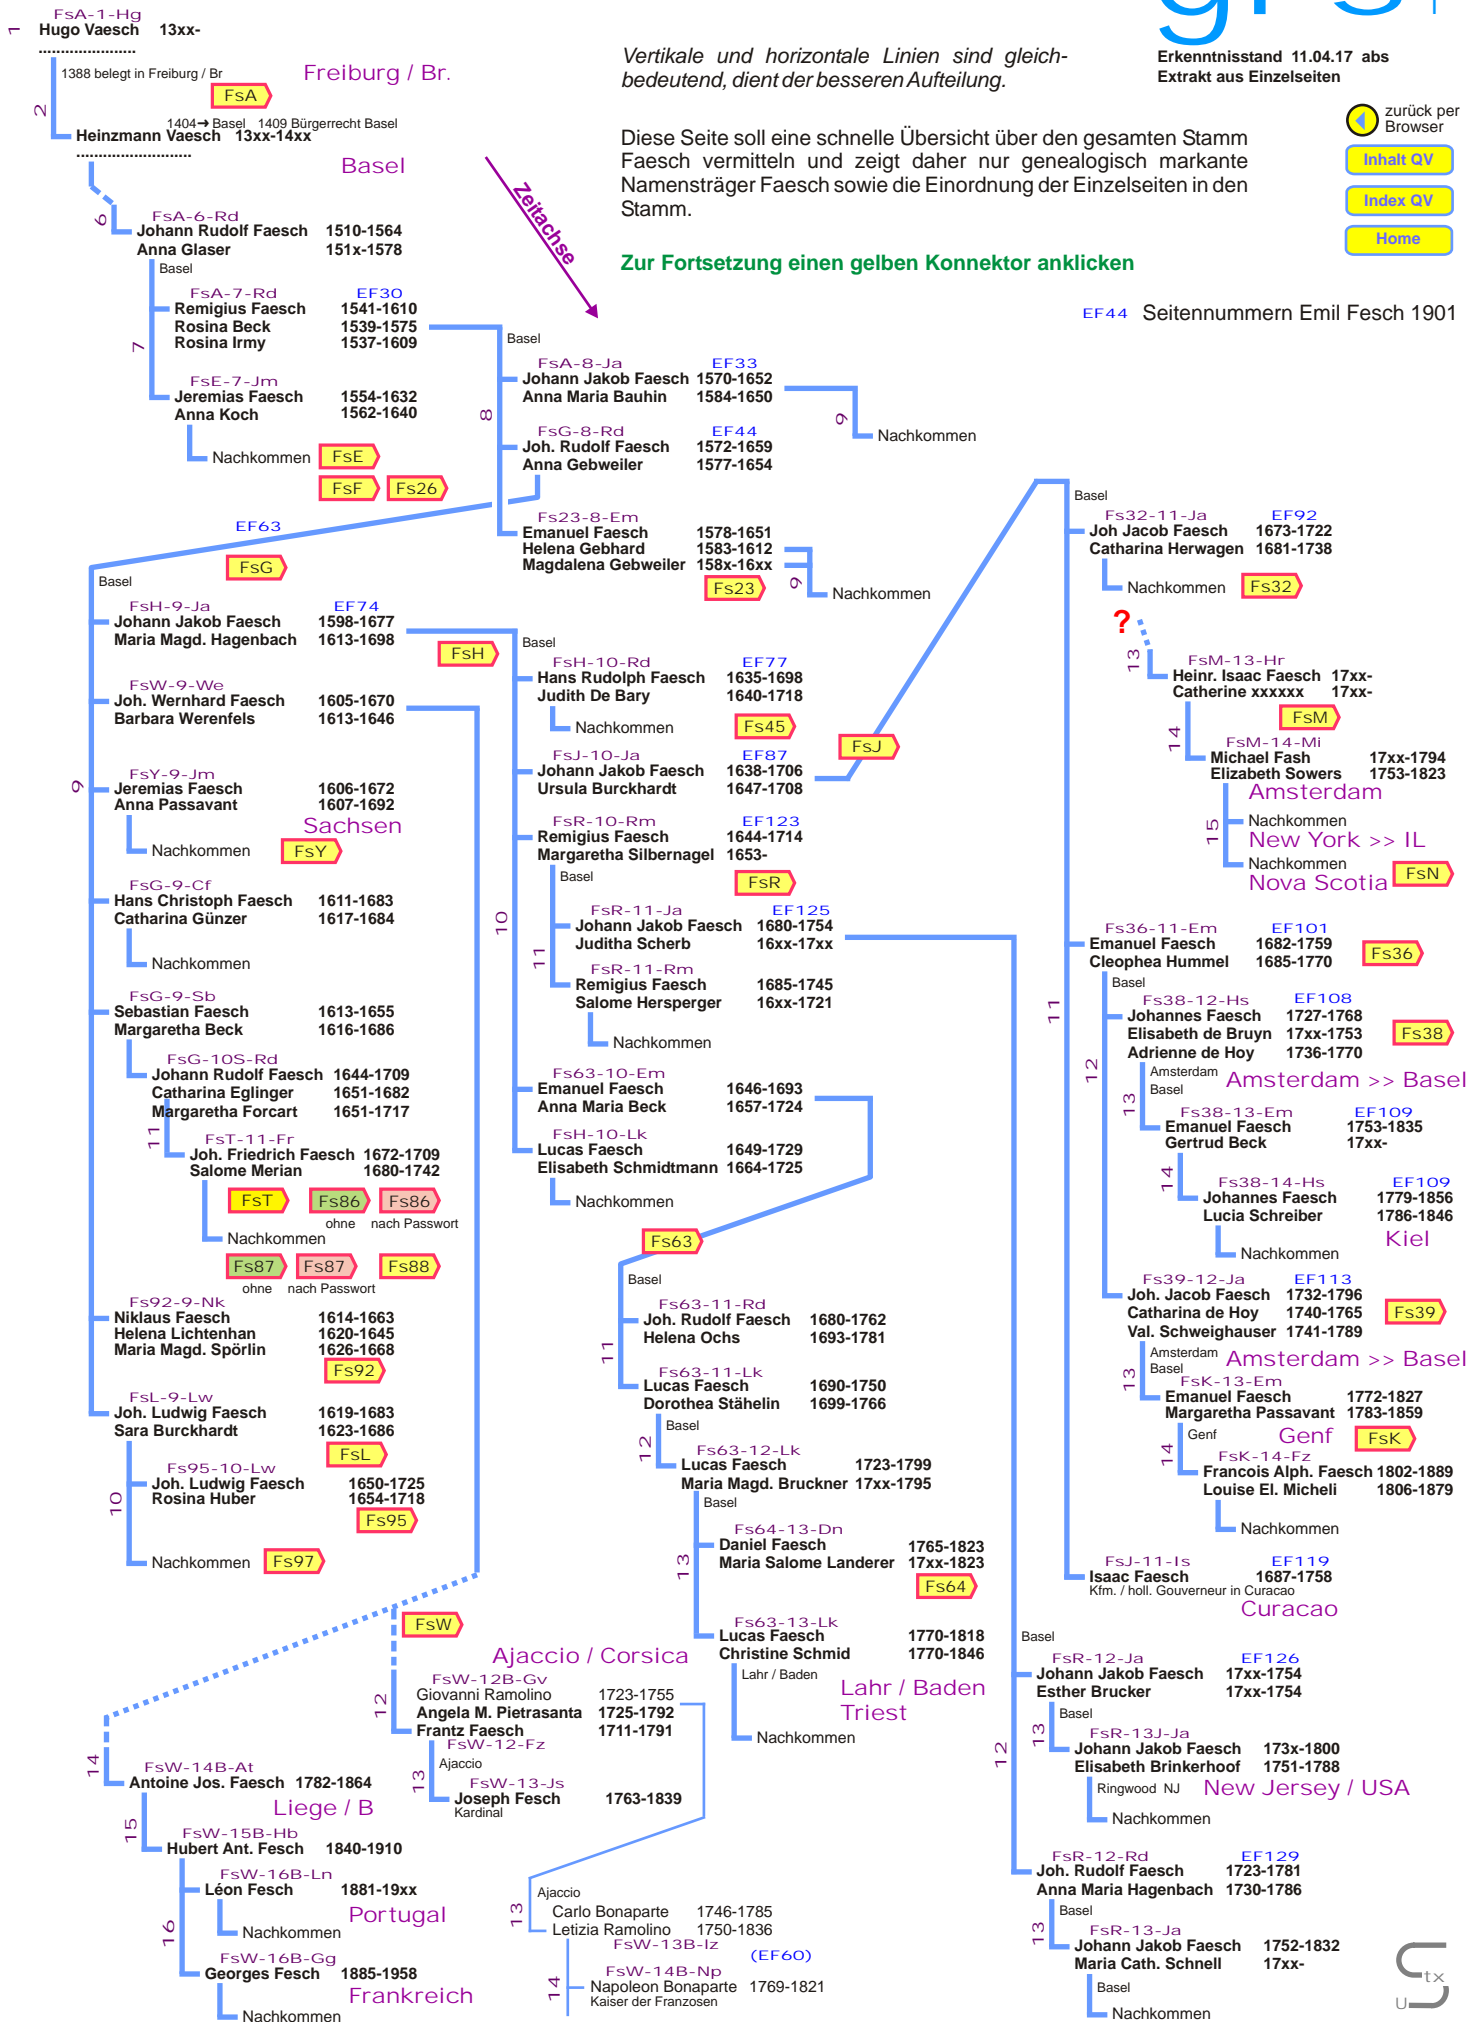 FsA-1-Hg
1 Hugo Vaesch 13xx-
......................
1388 belegt in Freiburg / Br
Freiburg / Br.
FsA
2
1404→ Basel 1409 Bürgerrecht Basel
Heinzmann Vaesch 13xx-14xx
..........................
Basel
Vertikale und horizontale Linien sind gleich-
bedeutend, dient der besseren Aufteilung.
Erkenntnisstand 11.04.17 abs
Extrakt aus Einzelseiten
Diese Seite soll eine schnelle Übersicht über den gesamten Stamm
Faesch vermitteln und zeigt daher nur genealogisch markante
Namensträger Faesch sowie die Einordnung der Einzelseiten in den
Stamm.
Zur Fortsetzung einen gelben Konnektor anklicken
zurück per
Browser
Inhalt QV
Index QV
Home
Zeitachse
EF44 Seitennummern Emil Fesch 1901
6
FsA-6-Rd
Johann Rudolf Faesch 1510-1564
Anna Glaser 151x-1578
Basel
7
FsA-7-Rd EF30
Remigius Faesch 1541-1610
Rosina Beck 1539-1575
Rosina Irmy 1537-1609
FsE-7-Jm
Jeremias Faesch 1554-1632
Anna Koch 1562-1640
Nachkommen FsE
FsF Fs26
Basel
8
FsA-8-Ja EF33
Johann Jakob Faesch 1570-1652
Anna Maria Bauhin 1584-1650
9
Nachkommen
FsG-8-Rd EF44
Joh. Rudolf Faesch 1572-1659
Anna Gebweiler 1577-1654
Fs23-8-Em
Emanuel Faesch 1578-1651
Helena Gebhard 1583-1612
Magdalena Gebweiler 158x-16xx
Fs23
9
Nachkommen
EF63
FsG
Basel
9
FsH-9-Ja EF74
Johann Jakob Faesch 1598-1677
Maria Magd. Hagenbach 1613-1698
FsH
FsW-9-We
Joh. Wernhard Faesch 1605-1670
Barbara Werenfels 1613-1646
FsY-9-Jm
Jeremias Faesch 1606-1672
Anna Passavant 1607-1692
Sachsen
Nachkommen FsY
FsG-9-Cf
Hans Christoph Faesch 1611-1683
Catharina Günzer 1617-1684
Nachkommen
FsG-9-Sb
Sebastian Faesch 1613-1655
Margaretha Beck 1616-1686
FsG-10S-Rd
Johann Rudolf Faesch 1644-1709
Catharina Eglinger 1651-1682
Margaretha Forcart 1651-1717
11
FsT-11-Fr
Joh. Friedrich Faesch 1672-1709
Salome Merian 1680-1742
FsT Fs86 Fs86
ohne nach Passwort
Nachkommen
Fs87 Fs87 Fs88
ohne nach Passwort
Fs92-9-Nk
Niklaus Faesch 1614-1663
Helena Lichtenhan 1620-1645
Maria Magd. Spörlin 1626-1668
Fs92
FsL-9-Lw
Joh. Ludwig Faesch 1619-1683
Sara Burckhardt 1623-1686
FsL
10
Fs95-10-Lw
Joh. Ludwig Faesch 1650-1725
Rosina Huber 1654-1718
Fs95
Nachkommen Fs97
Basel
10
FsH-10-Rd EF77
Hans Rudolph Faesch 1635-1698
Judith De Bary 1640-1718
Nachkommen Fs45
FsJ-10-Ja EF87
Johann Jakob Faesch 1638-1706
Ursula Burckhardt 1647-1708
FsJ
FsR-10-Rm EF123
Remigius Faesch 1644-1714
Margaretha Silbernagel 1653-
Basel
FsR
11
FsR-11-Ja EF125
Johann Jakob Faesch 1680-1754
Juditha Scherb 16xx-17xx
FsR-11-Rm
Remigius Faesch 1685-1745
Salome Hersperger 16xx-1721
Nachkommen
Fs63-10-Em
Emanuel Faesch 1646-1693
Anna Maria Beck 1657-1724
FsH-10-Lk
Lucas Faesch 1649-1729
Elisabeth Schmidtmann 1664-1725
Nachkommen
Fs63
Basel
11
Fs63-11-Rd
Joh. Rudolf Faesch 1680-1762
Helena Ochs 1693-1781
Fs63-11-Lk
Lucas Faesch 1690-1750
Dorothea Stähelin 1699-1766
12
Basel
Fs63-12-Lk
Lucas Faesch 1723-1799
Maria Magd. Bruckner 17xx-1795
Basel
13
Fs64-13-Dn
Daniel Faesch 1765-1823
Maria Salome Landerer 17xx-1823
Fs64
Fs63-13-Lk
Lucas Faesch 1770-1818
Christine Schmid 1770-1846
Lahr / Baden
Lahr / Baden
Triest
Nachkommen
Basel
11
Fs32-11-Ja EF92
Joh Jacob Faesch 1673-1722
Catharina Herwagen 1681-1738
Nachkommen Fs32
?
13
FsM-13-Hr
Heinr. Isaac Faesch 17xx-
Catherine xxxxxx 17xx-
FsM
14
FsM-14-Mi
Michael Fash 17xx-1794
Elizabeth Sowers 1753-1823
Amsterdam
15
Nachkommen
New York >> IL
Nachkommen
Nova Scotia FsN
Fs36-11-Em EF101
Emanuel Faesch 1682-1759
Cleophea Hummel 1685-1770
Fs36
Basel
12
Fs38-12-Hs EF108
Johannes Faesch 1727-1768
Elisabeth de Bruyn 17xx-1753
Adrienne de Hoy 1736-1770
Fs38
Amsterdam
Basel
Amsterdam >> Basel
13
Fs38-13-Em EF109
Emanuel Faesch 1753-1835
Gertrud Beck 17xx-
14
Fs38-14-Hs EF109
Johannes Faesch 1779-1856
Lucia Schreiber 1786-1846
Kiel
Nachkommen
Fs39-12-Ja EF113
Joh. Jacob Faesch 1732-1796
Catharina de Hoy 1740-1765
Val. Schweighauser 1741-1789
Fs39
Amsterdam
Basel
Amsterdam >> Basel
13
FsK-13-Em
Emanuel Faesch 1772-1827
Margaretha Passavant 1783-1859
Genf
Genf FsK
14
FsK-14-Fz
Francois Alph. Faesch 1802-1889
Louise El. Micheli 1806-1879
Nachkommen
FsJ-11-Is EF119
Isaac Faesch 1687-1758
Kfm. / holl. Gouverneur in Curacao
Curacao
Basel
12
FsR-12-Ja EF126
Johann Jakob Faesch 17xx-1754
Esther Brucker 17xx-1754
Basel
13
FsR-13J-Ja
Johann Jakob Faesch 173x-1800
Elisabeth Brinkerhoof 1751-1788
Ringwood NJ
New Jersey / USA
Nachkommen
FsR-12-Rd EF129
Joh. Rudolf Faesch 1723-1781
Anna Maria Hagenbach 1730-1786
Basel
13
FsR-13-Ja
Johann Jakob Faesch 1752-1832
Maria Cath. Schnell 17xx-
Basel
Nachkommen
FsW
Ajaccio / Corsica
12
FsW-12B-Gv
Giovanni Ramolino 1723-1755
Angela M. Pietrasanta 1725-1792
Frantz Faesch 1711-1791
FsW-12-Fz
Ajaccio
13
FsW-13-Js
Joseph Fesch 1763-1839
Kardinal
14
FsW-14B-At
Antoine Jos. Faesch 1782-1864
Liege / B
15
FsW-15B-Hb
Hubert Ant. Fesch 1840-1910
16
FsW-16B-Ln
Léon Fesch 1881-19xx
Portugal
Nachkommen
FsW-16B-Gg
Georges Fesch 1885-1958
Frankreich
Nachkommen
Ajaccio
13
Carlo Bonaparte 1746-1785
Letizia Ramolino 1750-1836
FsW-13B-Iz
(EF60)
14
FsW-14B-Np
Napoleon Bonaparte 1769-1821
Kaiser der Franzosen
tx
U